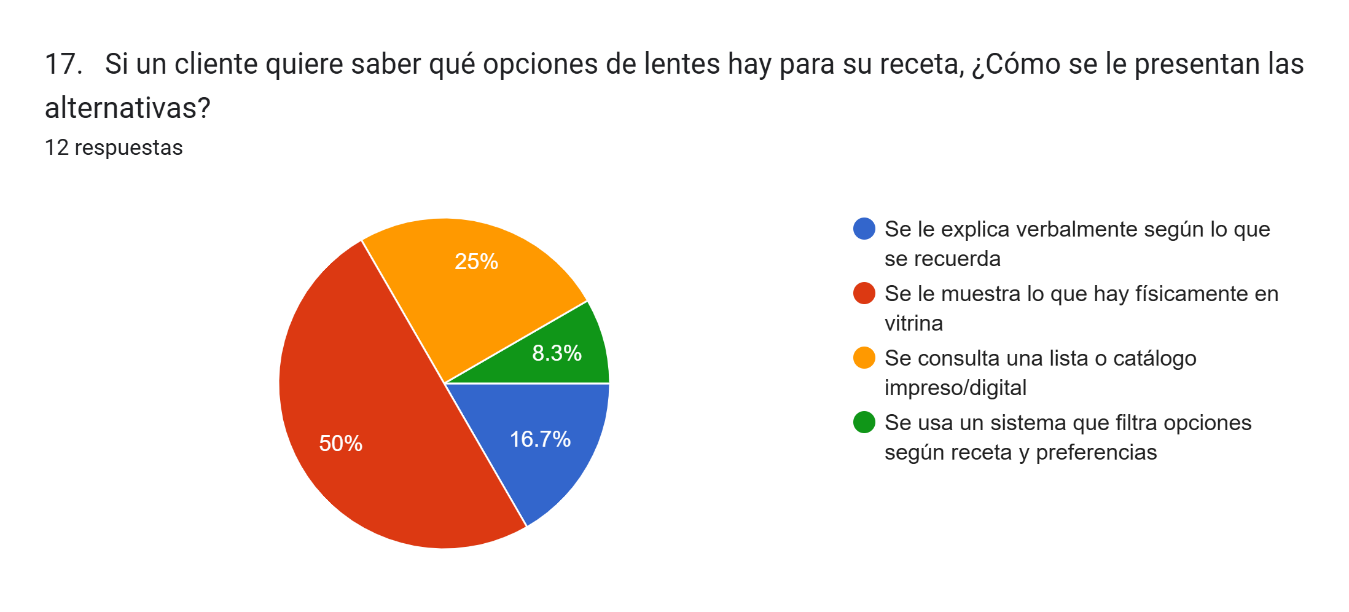 17. Si un cliente quiere saber qué opciones de lentes hay para su receta, ¿Cómo se le presentan las
alternativas?
12 respuestas
25%
8.3%
50%
16.7%
Se le explica verbalmente según lo que
se recuerda
Se le muestra lo que hay físicamente en
vitrina
Se consulta una lista o catálogo
impreso/digital
Se usa un sistema que filtra opciones
según receta y preferencias